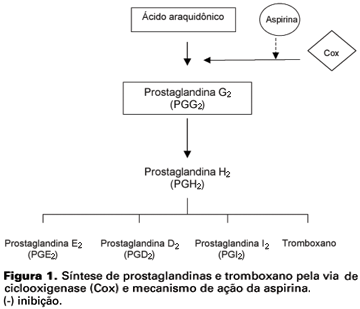 Ácido araquidônico
Aspirina
Cox
Prostaglandina G2
(PGG2)
Prostaglandina H2
(PGH2)
Prostaglandina E2
(PGE2)
Prostaglandina D2
(PGD2)
Prostaglandina I2
(PGI2)
Tromboxano
Figura 1. Síntese de prostaglandinas e tromboxano pela via de
ciclooxigenase (Cox) e mecanismo de ação da aspirina.
(-) inibição.